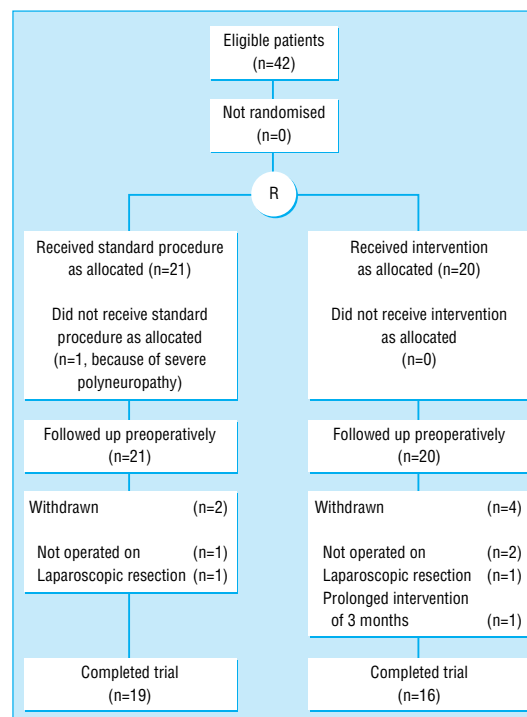 Eligible patients
(n=42)
Not randomised
(n=0)
R
Received standard procedure
as allocated (n=21)
Did not receive standard
procedure as allocated
(n=1, because of severe
polyneuropathy)
Followed up preoperatively
(n=21)
Withdrawn (n=2)
Not operated on (n=1)
Laparoscopic resection (n=1)
Completed trial
(n=19)
Received intervention
as allocated (n=20)
Did not receive intervention
as allocated
(n=0)
Followed up preoperatively
(n=20)
Withdrawn (n=4)
Not operated on (n=2)
Laparoscopic resection (n=1)
Prolonged intervention
of 3 months (n=1)
Completed trial
(n=16)